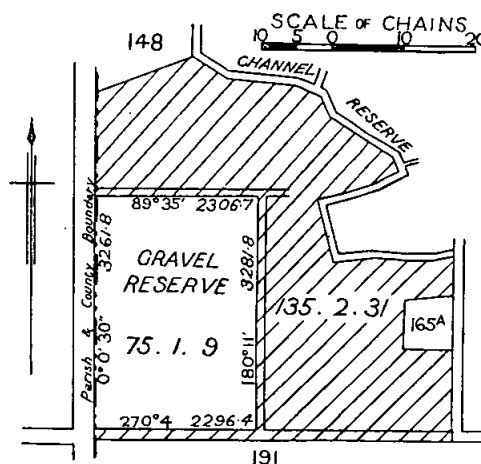 SCALE OF CHAINS
10 5 0 10 20
148
CHANNEL
RESERVE
89°35' 2306.7
Parish & County Boundary
0°0'30" 3261.8
GRAVEL
RESERVE
3281.8
180°11'
75.1.9
135.2.31
165A
270°4 2296.4
191